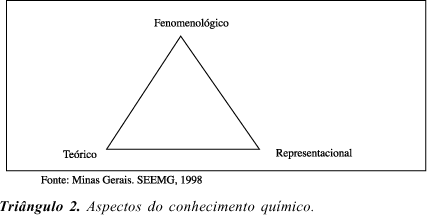 Fenomenológico
Teórico
Representacional
Fonte: Minas Gerais. SEEMG, 1998
Triângulo 2. Aspectos do conhecimento químico.